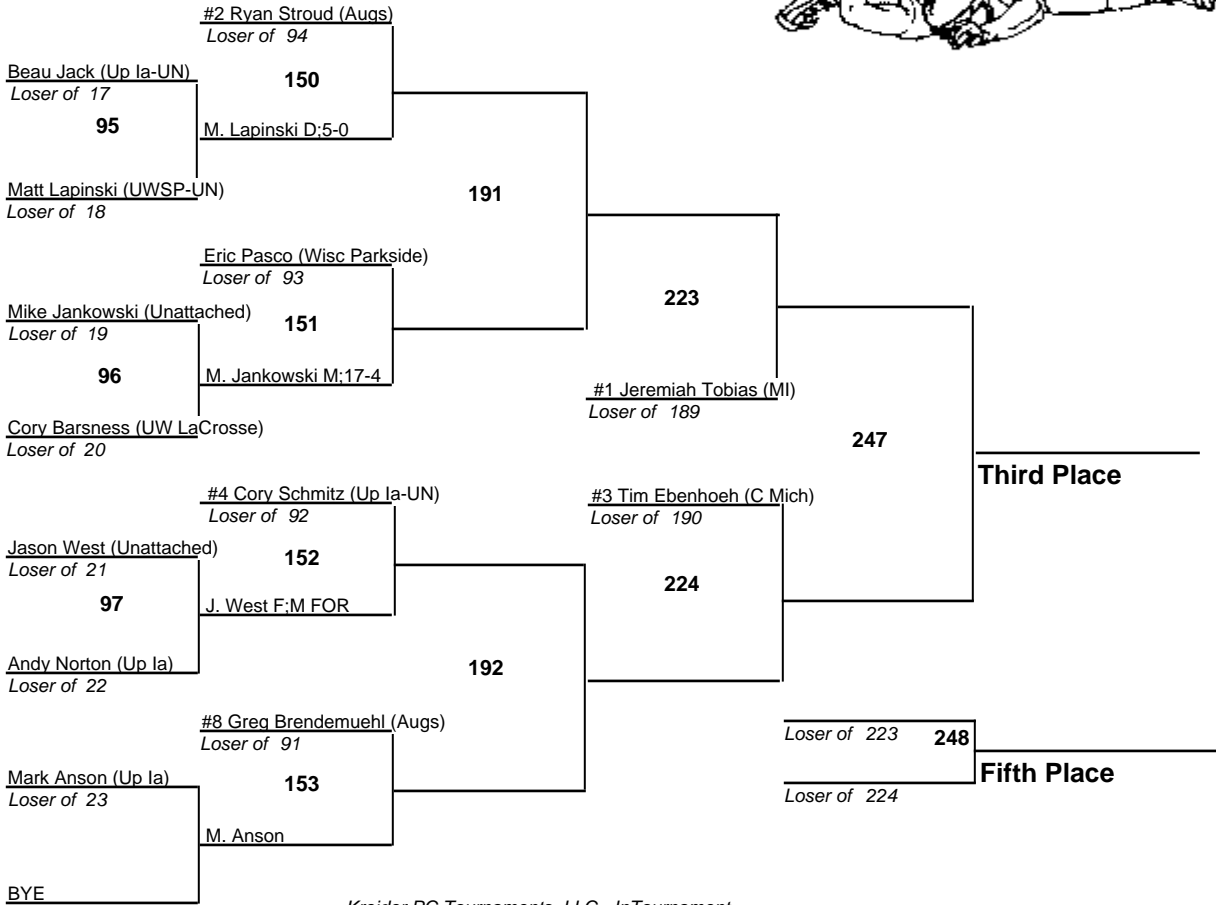 #2 Ryan Stroud (Augs)
Loser of 94
Beau Jack (Up Ia-UN)
Loser of 17
150
95
M. Lapinski D;5-0
Matt Lapinski (UWSP-UN)
Loser of 18
191
Eric Pasco (Wisc Parkside)
Loser of 93
Mike Jankowski (Unattached)
Loser of 19
151
223
96
M. Jankowski M;17-4
#1 Jeremiah Tobias (MI)
Loser of 189
Cory Barsness (UW LaCrosse)
Loser of 20
247
Third Place
#4 Cory Schmitz (Up Ia-UN)
Loser of 92
#3 Tim Ebenhoeh (C Mich)
Loser of 190
Jason West (Unattached)
Loser of 21
152
224
97
J. West F;M FOR
Andy Norton (Up Ia)
Loser of 22
192
#8 Greg Brendemuehl (Augs)
Loser of 91
Loser of 223
248
Fifth Place
Mark Anson (Up Ia)
Loser of 23
153
Loser of 224
M. Anson
BYE